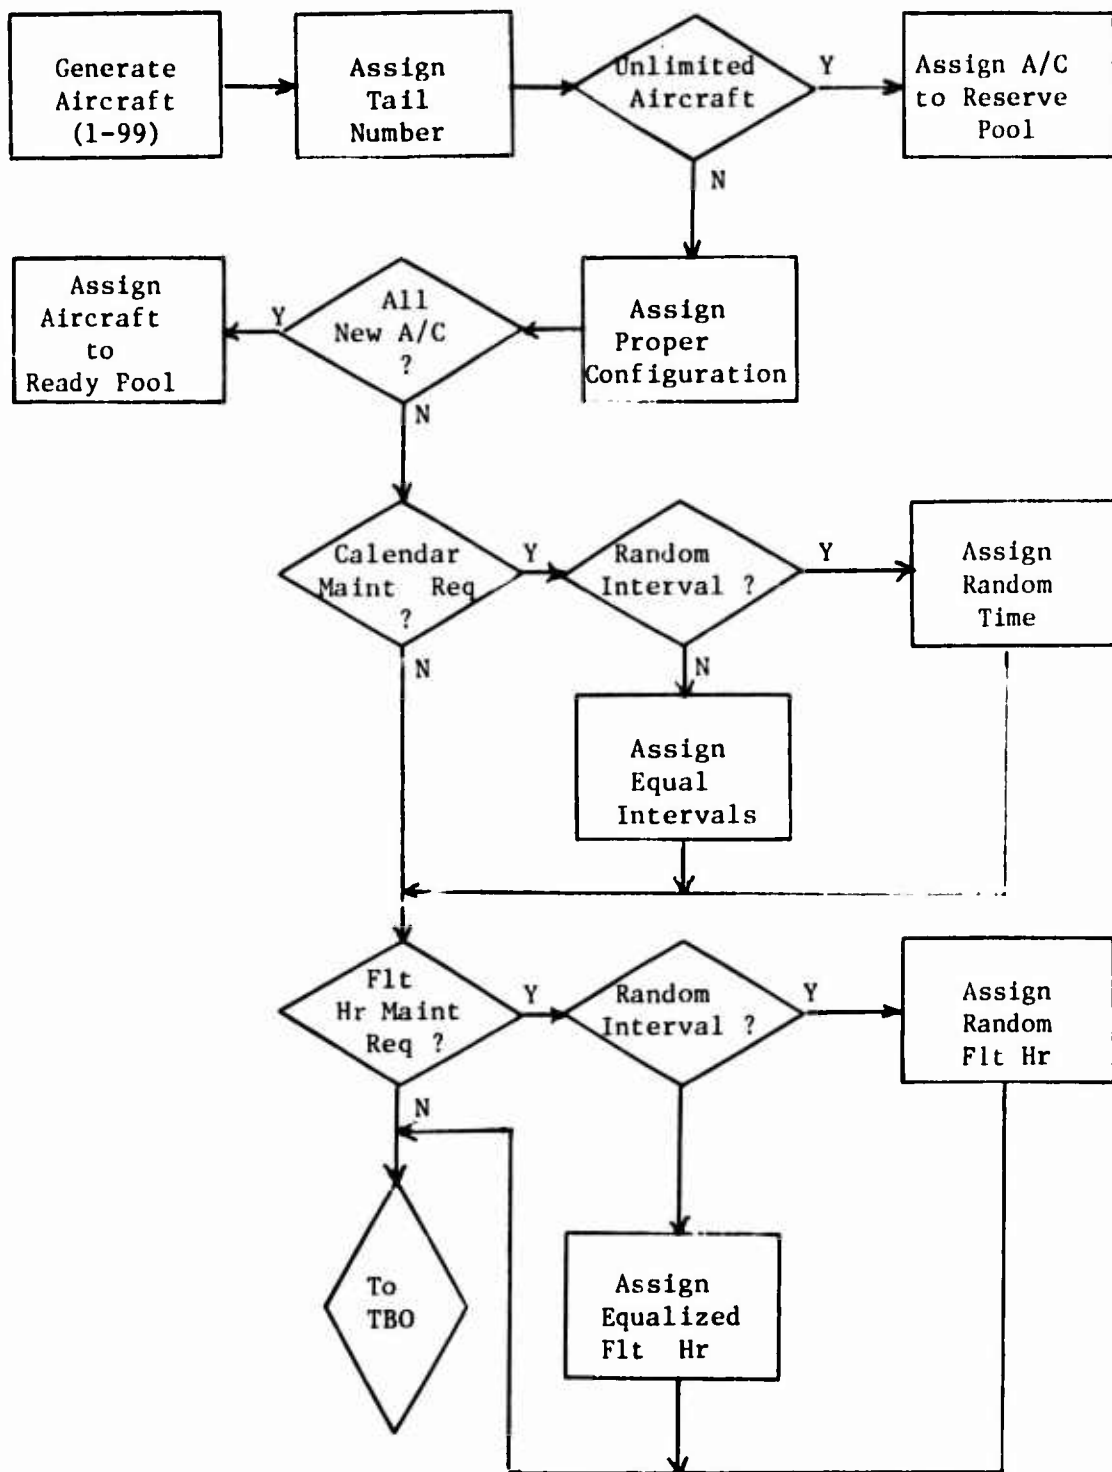 Generate
Aircraft
(1-99)
Assign
Tail
Number
Unlimited
Aircraft
Y
Assign A/C
to Reserve
Pool
N
Assign
Aircraft
to
Ready Pool
Y
All
New A/C
?
Assign
Proper
Configuration
N
Calendar
Maint Req
?
Y
Random
Interval ?
Y
Assign
Random
Time
N
N
Assign
Equal
Intervals
Flt
Hr Maint
Req ?
Y
Random
Interval ?
Y
Assign
Random
Flt Hr
N
To
TBO
Assign
Equalized
Flt Hr